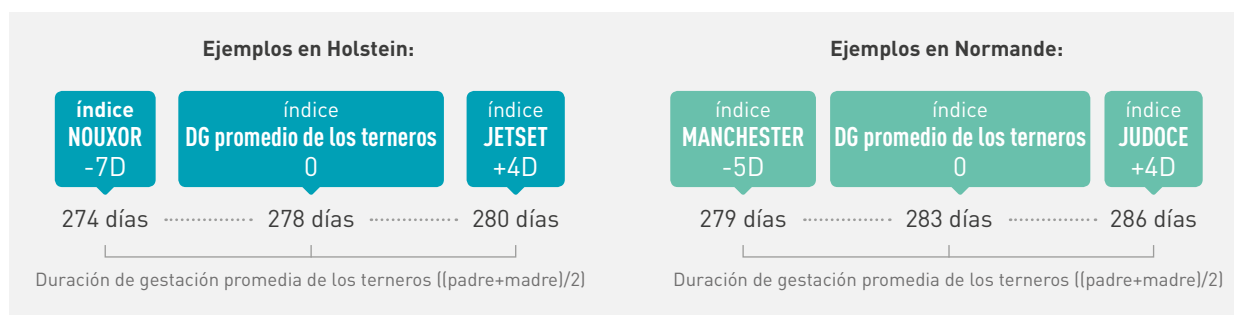 Ejemplos en Holstein:
índice
NOUXOR
-7D
índice
DG promedio de los terneros
0
índice
JETSET
+4D
274 días
278 días
280 días
Duración de gestación promedia de los terneros ((padre+madre)/2)
Ejemplos en Normande:
índice
MANCHESTER
-5D
índice
DG promedio de los terneros
0
índice
JUDOCE
+4D
279 días
283 días
286 días
Duración de gestación promedia de los terneros ((padre+madre)/2)